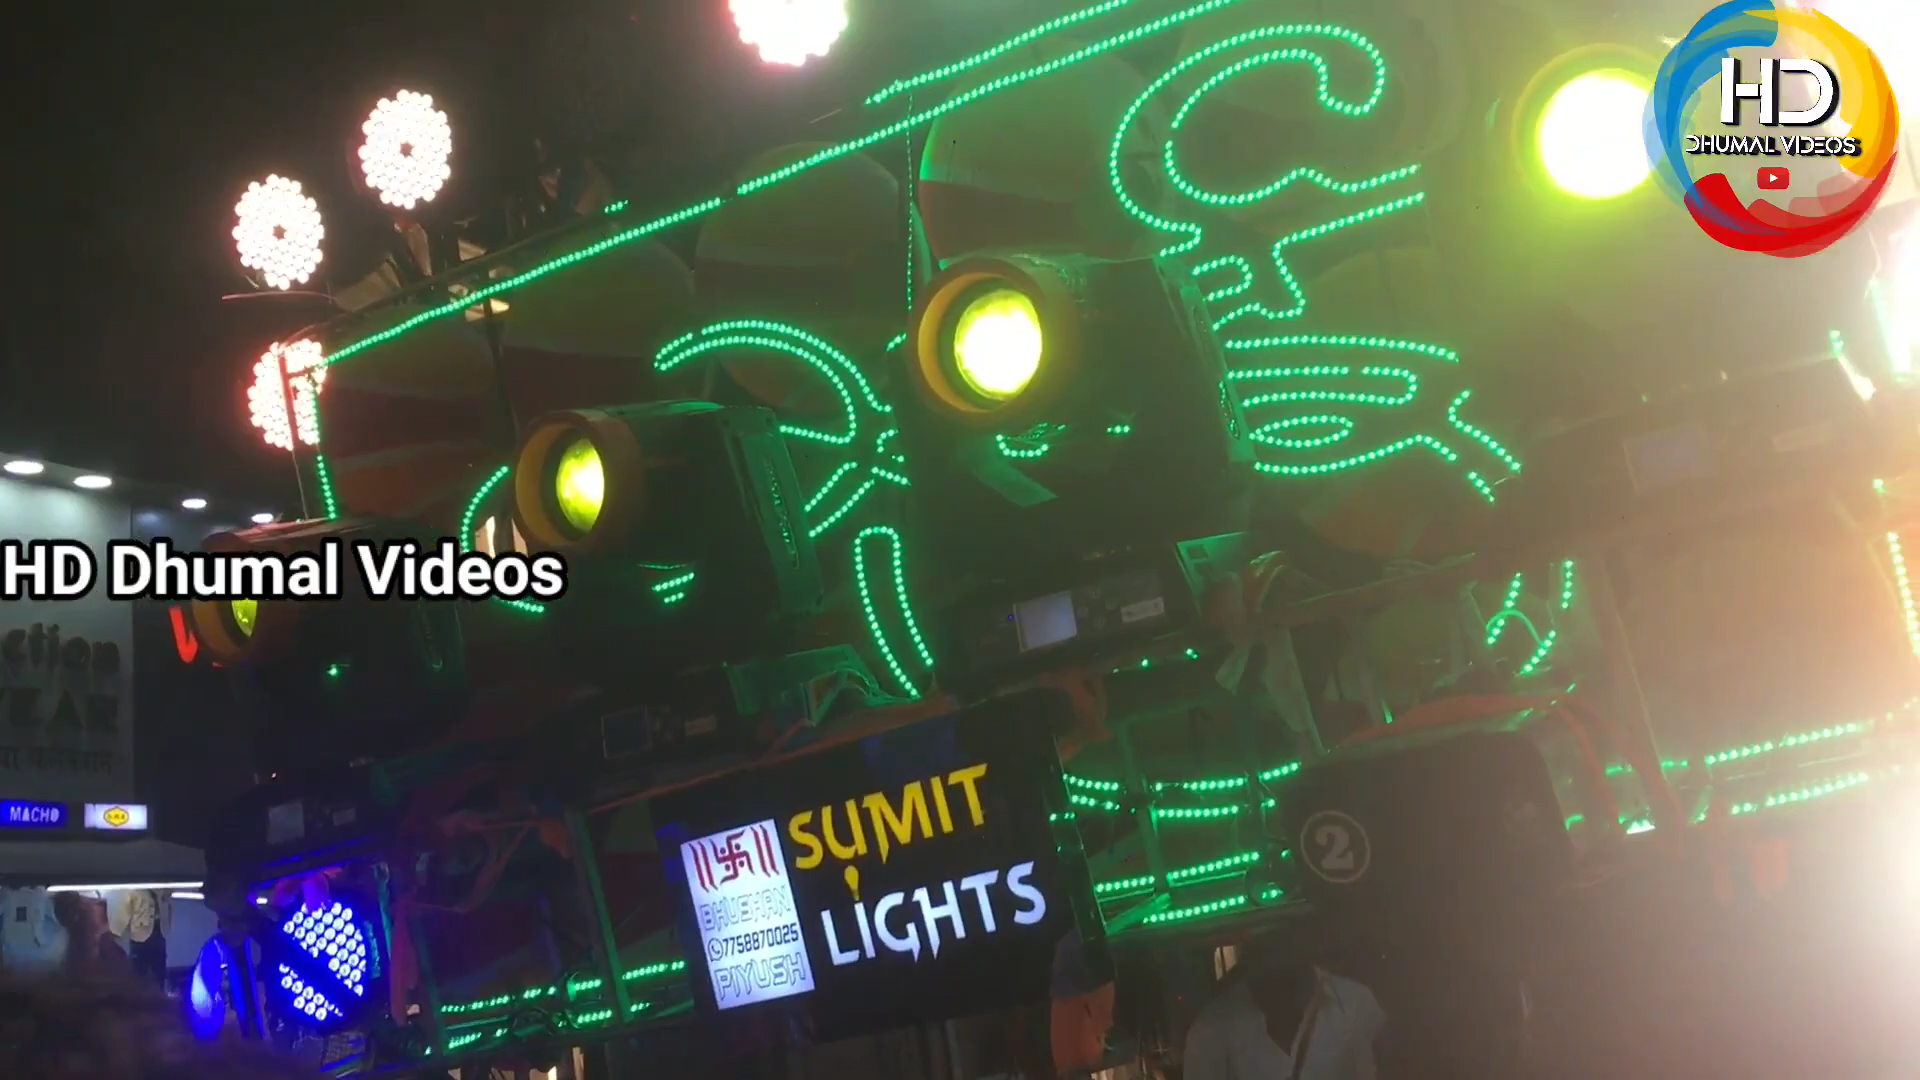 HD
DHUMAL VIDEOS
HD Dhumal Videos
MACHO
SUMIT
LIGHTS
BHUSHAN
7758870025
PIYUSH
2